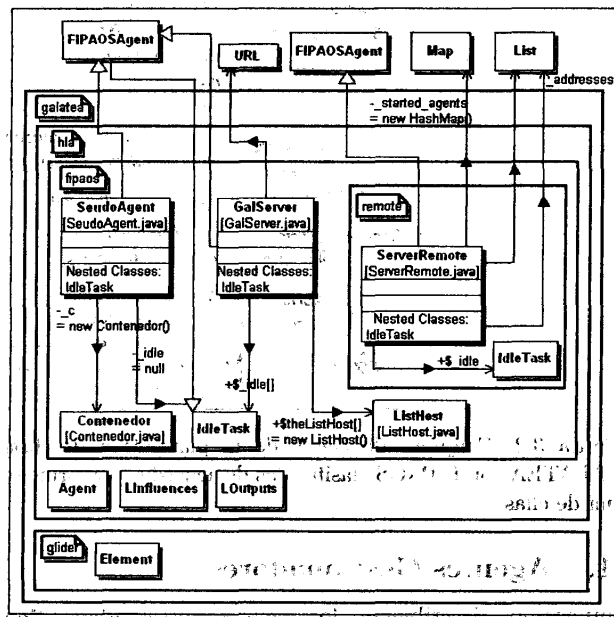 FIPAOSAgent
URL
FIPAOSAgent
Map
List
_addresses
galatea
-_started_agents
= new HashMap()
hla
fipaos
remote
SeudoAgent
[SeudoAgent.java]
Nested Classes:
IdleTask
GalServer
[GalServer.java]
Nested Classes:
IdleTask
ServerRemote
[ServerRemote.java]
Nested Classes:
IdleTask
-_c
= new Contenedor()
-_idle
= null
+$_idle[]
+$_idle
IdleTask
Contenedor
[Contenedor.java]
IdleTask
+$theListHost[]
= new ListHost()
ListHost
[ListHost.java]
Agent
LInfluences
LOutputs
glider
Element